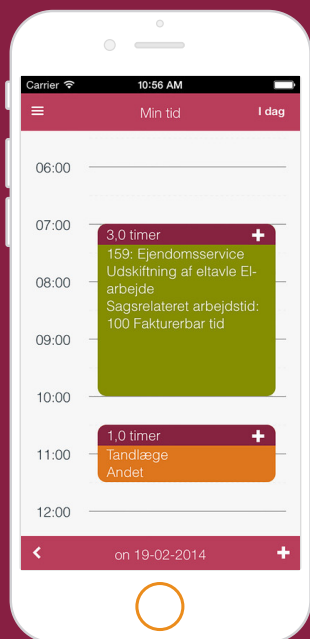 Carrier 10:56 AM
Min tid I dag
06:00
07:00
3,0 timer +
159: Ejendomsservice
Udskiftning af eltavle El-
arbejde
08:00
Sagsrelateret arbejdstid:
100 Fakturerbar tid
09:00
10:00
1,0 timer +
11:00
Tandlæge
Andet
12:00
on 19-02-2014 +